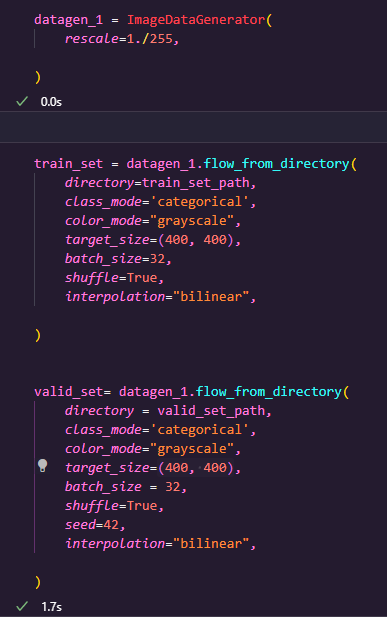 datagen_1 = ImageDataGenerator(
    rescale=1./255,
)
0.0s
train_set = datagen_1.flow_from_directory(
    directory=train_set_path,
    class_mode='categorical',
    color_mode="grayscale",
    target_size=(400, 400),
    batch_size=32,
    shuffle=True,
    interpolation="bilinear",
)
valid_set= datagen_1.flow_from_directory(
    directory = valid_set_path,
    class_mode='categorical',
    color_mode="grayscale",
    target_size=(400, 400),
    batch_size = 32,
    shuffle=True,
    seed=42,
    interpolation="bilinear",
)
1.7s